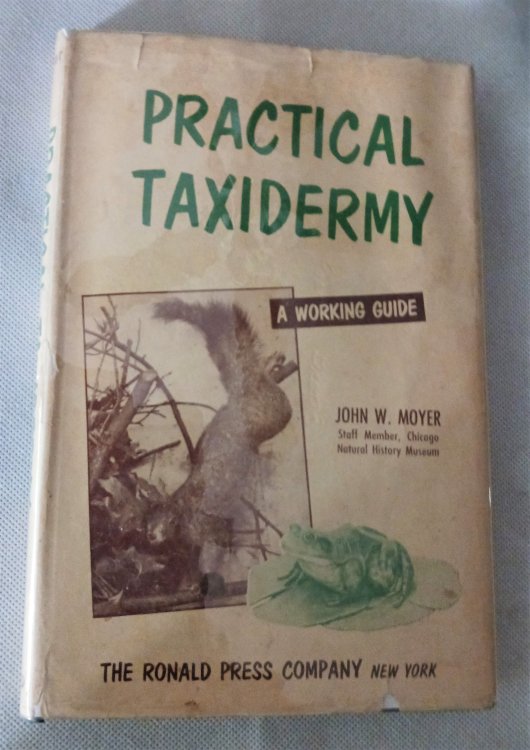 PRACTICAL
TAXIDERMY
A WORKING GUIDE
JOHN W. MOYER
Staff Member, Chicago
Natural History Museum
THE RONALD PRESS COMPANY NEW YORK